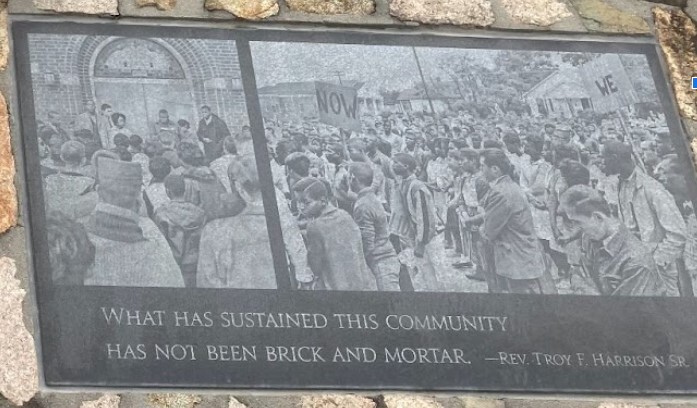 NOW
WE
WHAT HAS SUSTAINED THIS COMMUNITY
HAS NOT BEEN BRICK AND MORTAR. —REV. TROY F. HARRISON SR.